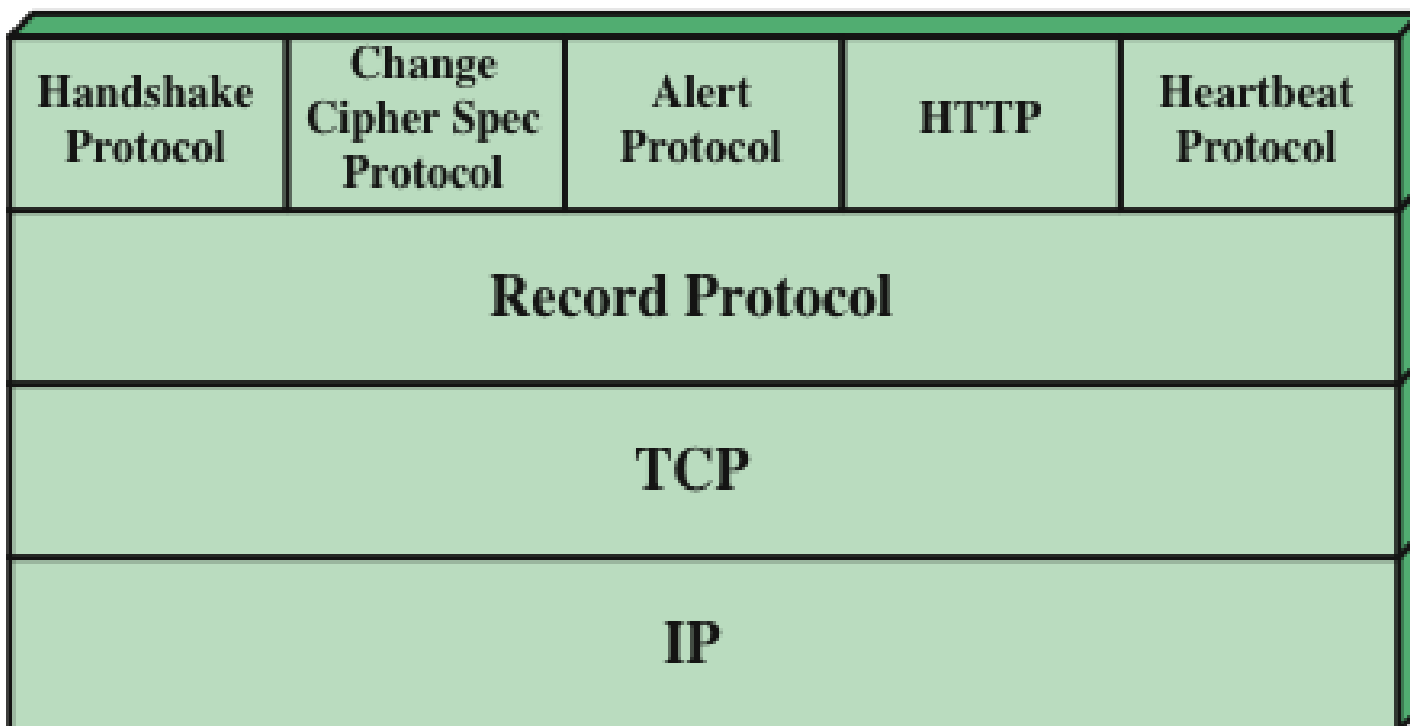 Handshake
Protocol
Change
Cipher Spec
Protocol
Alert
Protocol
HTTP
Heartbeat
Protocol
Record Protocol
TCP
IP